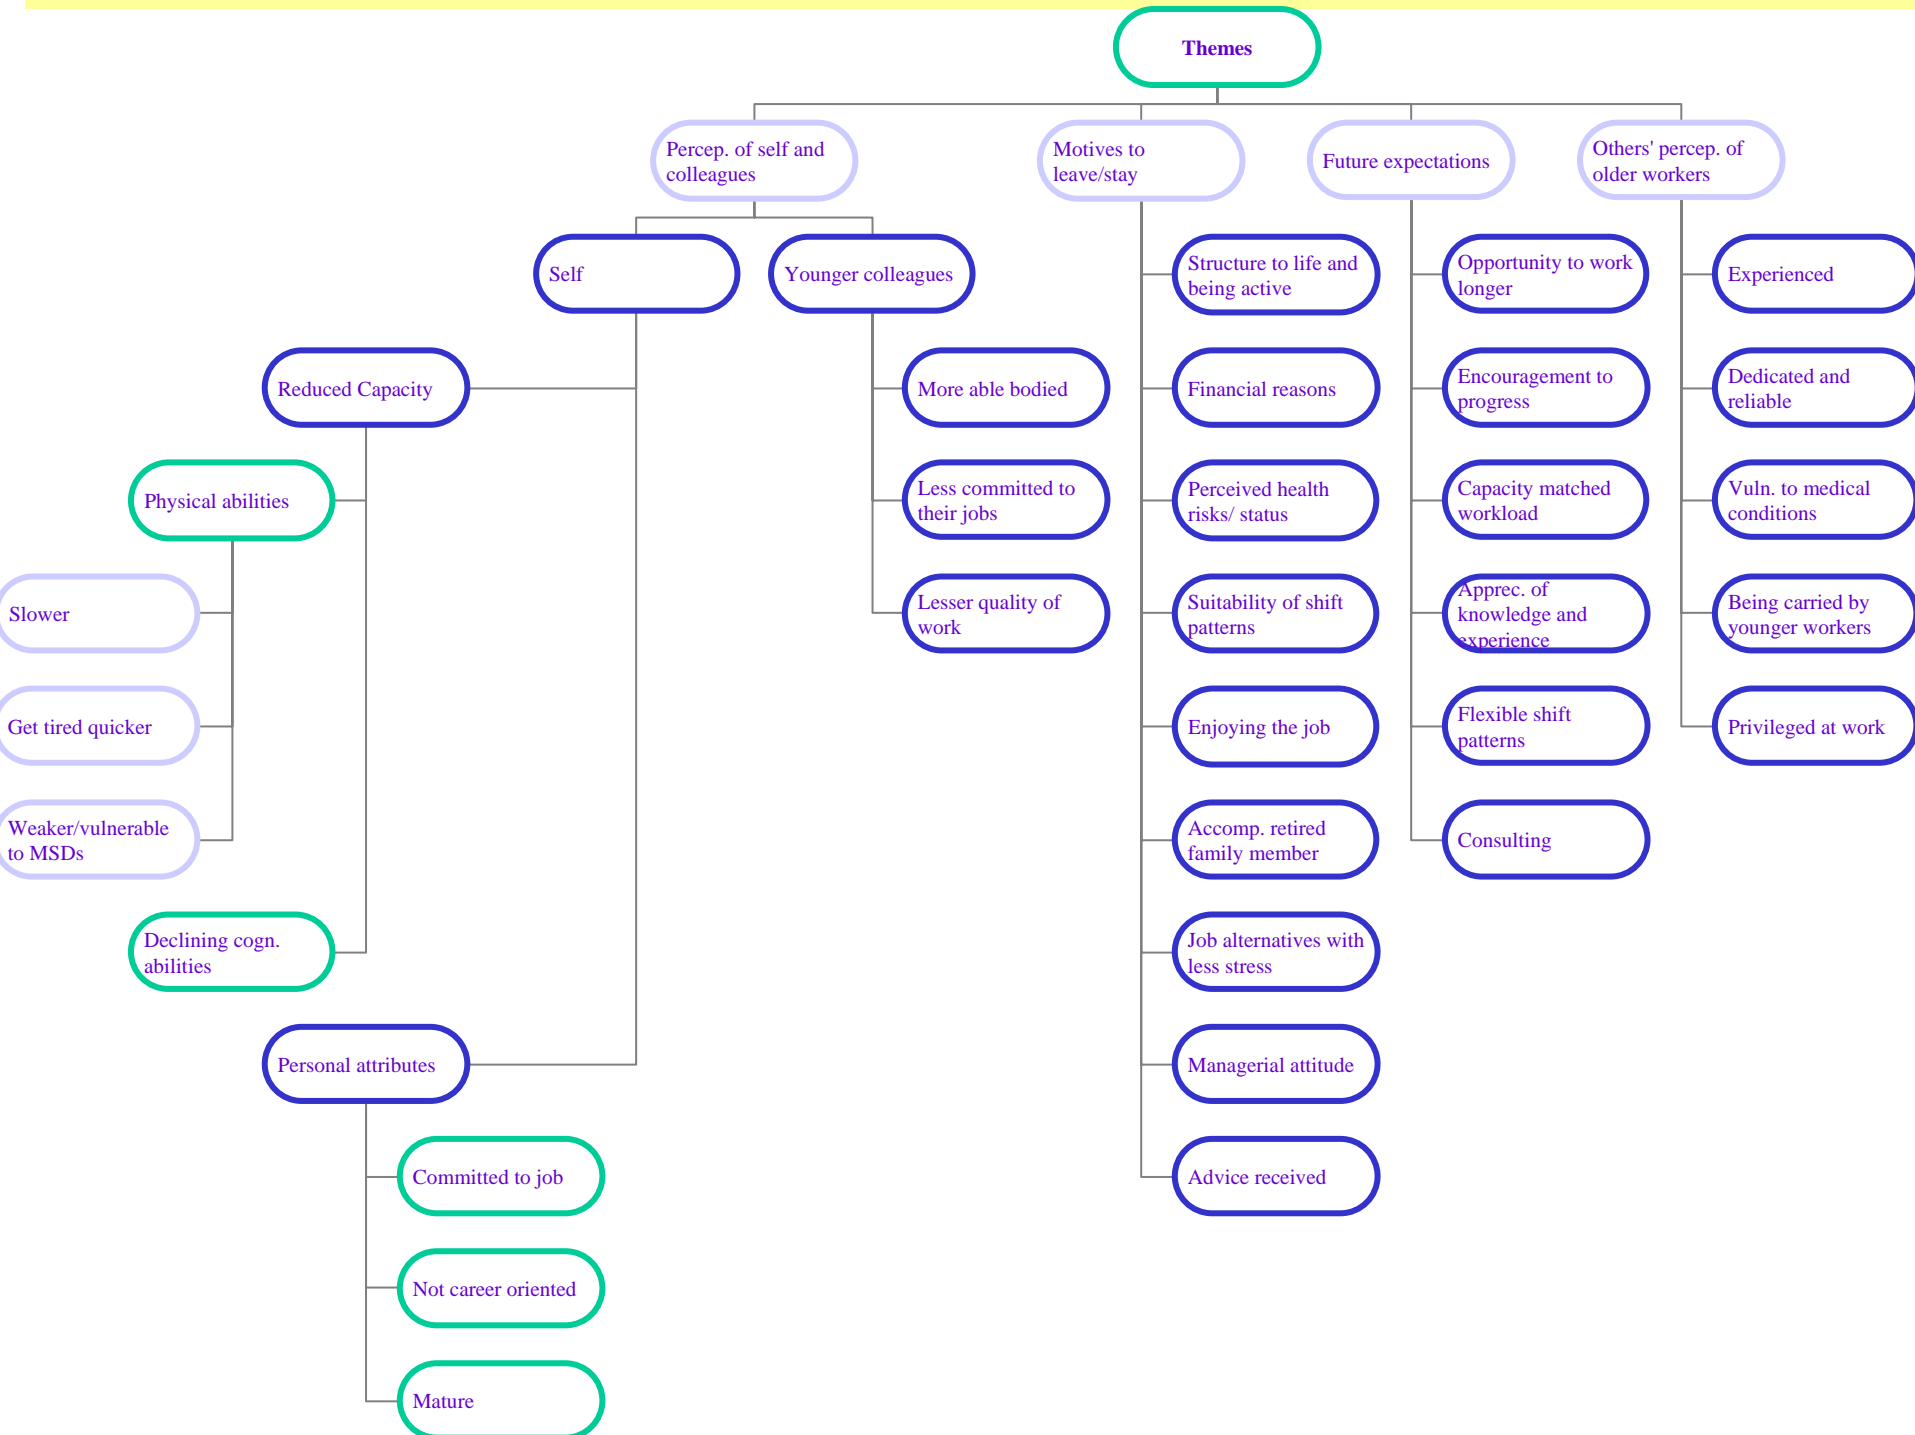 Themes
Percep. of self and
colleagues
Motives to
leave/stay
Future expectations
Others' percep. of
older workers
Self
Younger colleagues
Structure to life and
being active
Opportunity to work
longer
Experienced
Reduced Capacity
More able bodied
Financial reasons
Encouragement to
progress
Dedicated and
reliable
Physical abilities
Less committed to
their jobs
Perceived health
risks/ status
Capacity matched
workload
Vuln. to medical
conditions
Slower
Lesser quality of
work
Suitability of shift
patterns
Apprec. of
knowledge and
experience
Being carried by
younger workers
Get tired quicker
Enjoying the job
Flexible shift
patterns
Privileged at work
Weaker/vulnerable
to MSDs
Accomp. retired
family member
Consulting
Declining cogn.
abilities
Job alternatives with
less stress
Personal attributes
Managerial attitude
Committed to job
Advice received
Not career oriented
Mature